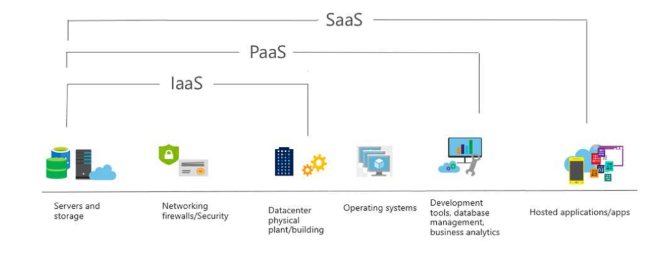 SaaS
PaaS
IaaS
Servers and
storage
Networking
firewalls/Security
Datacenter
physical
plant/building
Operating systems
Development
tools, database
management,
business analytics
Hosted applications/apps